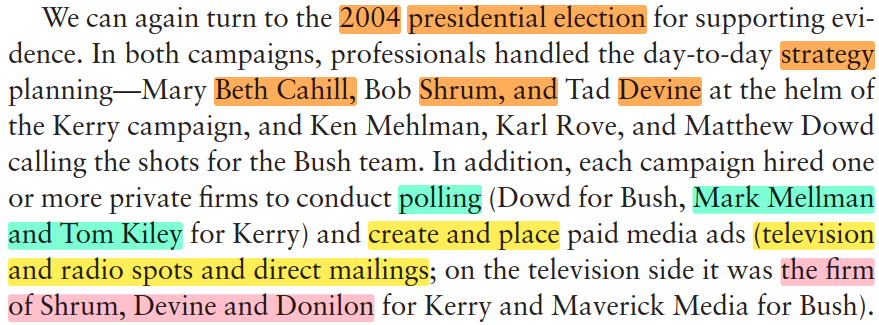 We can again turn to the 2004 presidential election for supporting evi-
dence. In both campaigns, professionals handled the day-to-day strategy
planning—Mary Beth Cahill, Bob Shrum, and Tad Devine at the helm of
the Kerry campaign, and Ken Mehlman, Karl Rove, and Matthew Dowd
calling the shots for the Bush team. In addition, each campaign hired one
or more private firms to conduct polling (Dowd for Bush, Mark Mellman
and Tom Kiley for Kerry) and create and place paid media ads (television
and radio spots and direct mailings; on the television side it was the firm
of Shrum, Devine and Donilon for Kerry and Maverick Media for Bush).